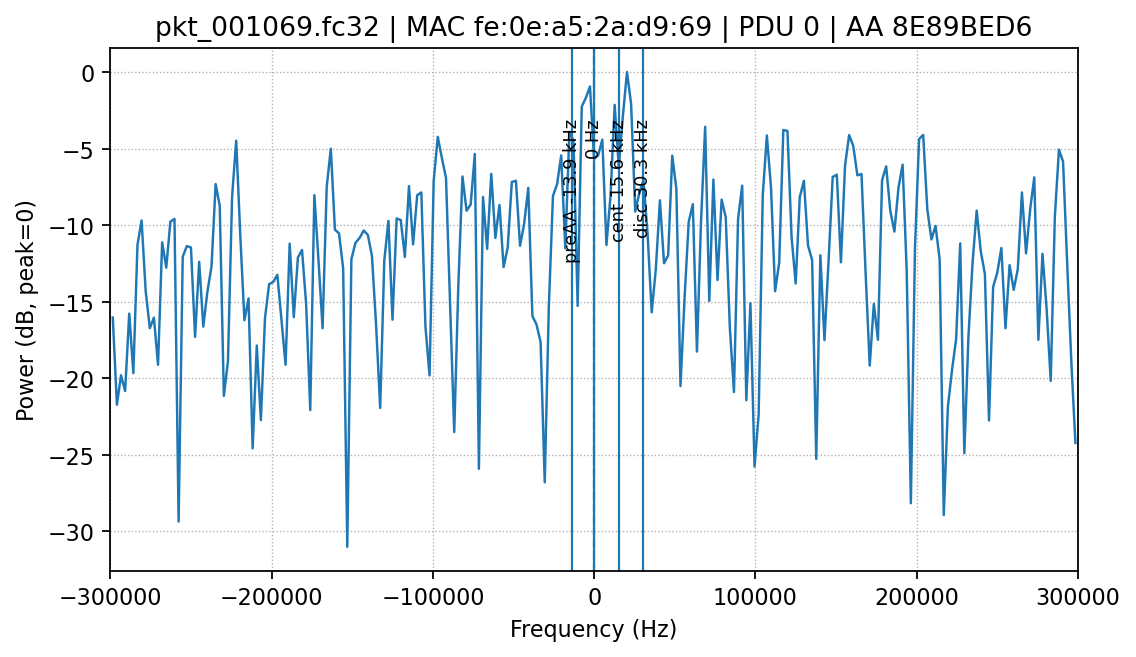 pkt_001069.fc32 | MAC fe:0e:a5:2a:d9:69 | PDU 0 | AA 8E89BED6
Power (dB, peak=0)
0
−5
−10
−15
−20
−25
−30
preAA -13.9 kHz
0 Hz
cent 15.6 kHz
disc 30.3 kHz
−300000
−200000
−100000
0
100000
200000
300000
Frequency (Hz)